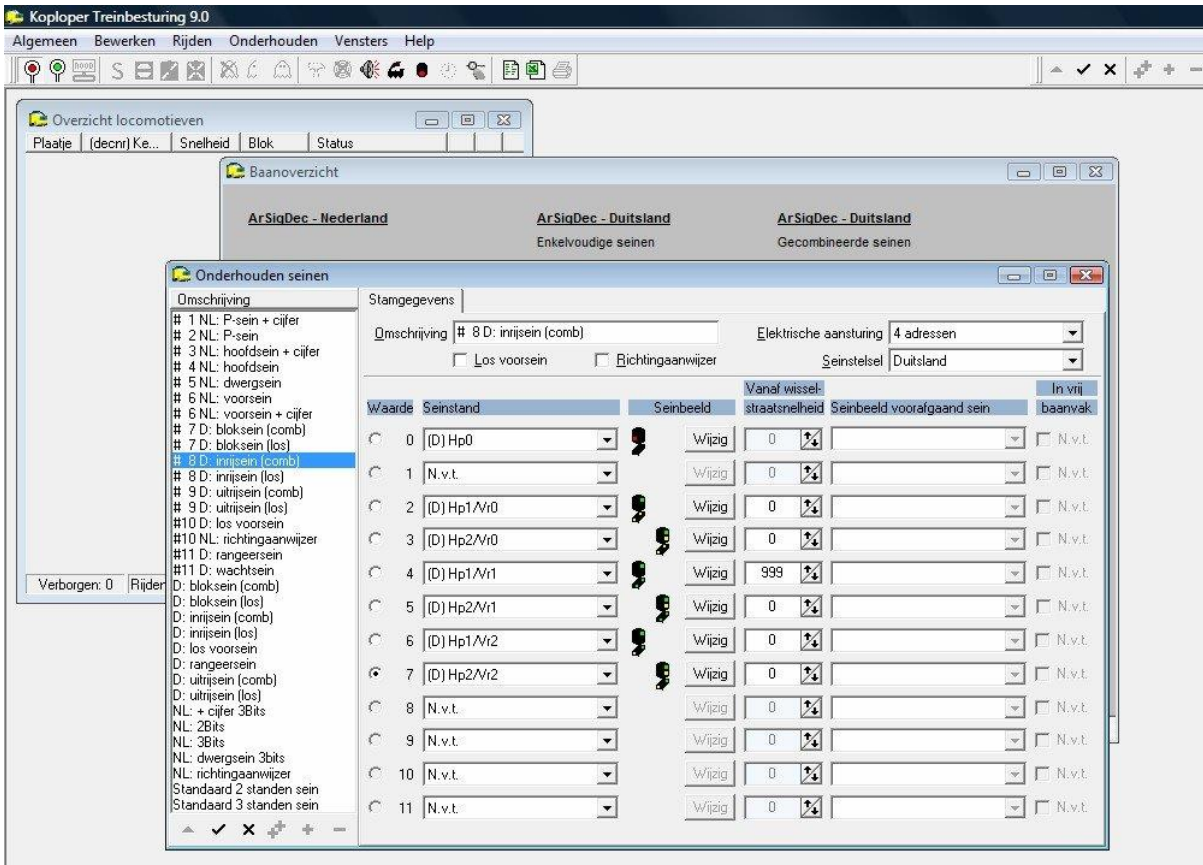 Koploper Treinbesturing 9.0
Algemeen Bewerken Rijden Onderhouden Vensters Help
Overzicht locomotieven
Plaatje (decnr) Ke... Snelheid Blok Status
Baanoverzicht
ArSigDec - Nederland ArSigDec - Duitsland ArSigDec - Duitsland
Enkelvoudige seinen Gecombineerde seinen
Verborgen: 0 Rijder
Onderhouden seinen
Omschrijving
# 1 NL: P-sein + cijfer
# 2 NL: P-sein
# 3 NL: hoofdsein + cijfer
# 4 NL: hoofdsein
# 5 NL: dwergsein
# 6 NL: voorsein
# 6 NL: voorsein + cijfer
# 7 D: bloksein (comb)
# 7 D: bloksein (los)
# 8 D: inrijsein (comb)
# 8 D: inrijsein (los)
# 9 D: uitrijsein (comb)
# 9 D: uitrijsein (los)
#10 D: los voorsein
#10 NL: richtingaanwijzer
#11 D: rangeersein
#11 D: wachtsein
D: bloksein (comb)
D: bloksein (los)
D: inrijsein (comb)
D: inrijsein (los)
D: los voorsein
D: rangeersein
D: uitrijsein (comb)
D: uitrijsein (los)
NL: + cijfer 3Bits
NL: 2Bits
NL: 3Bits
NL: dwergsein 3bits
NL: richtingaanwijzer
Standaard 2 standen sein
Standaard 3 standen sein
Stamgegevens
Omschrijving # 8 D: inrijsein (comb) Elektrische aansturing 4 adressen
Los voorsein Richtingaanwijzer Seinstelsel Duitsland
Vanaf wissel- In vrij
Waarde Seinstand Seinbeeld straatsnelheid Seinbeeld voorafgaand sein baanvak
0 (D) Hp0 Wijzig 0 N.v.t.
1 N.v.t. Wijzig 0 N.v.t.
2 (D) Hp1/Vr0 Wijzig 0 N.v.t.
3 (D) Hp2/Vr0 Wijzig 0 N.v.t.
4 (D) Hp1/Vr1 Wijzig 999 N.v.t.
5 (D) Hp2/Vr1 Wijzig 0 N.v.t.
6 (D) Hp1/Vr2 Wijzig 0 N.v.t.
7 (D) Hp2/Vr2 Wijzig 0 N.v.t.
8 N.v.t. Wijzig 0 N.v.t.
9 N.v.t. Wijzig 0 N.v.t.
10 N.v.t. Wijzig 0 N.v.t.
11 N.v.t. Wijzig 0 N.v.t.